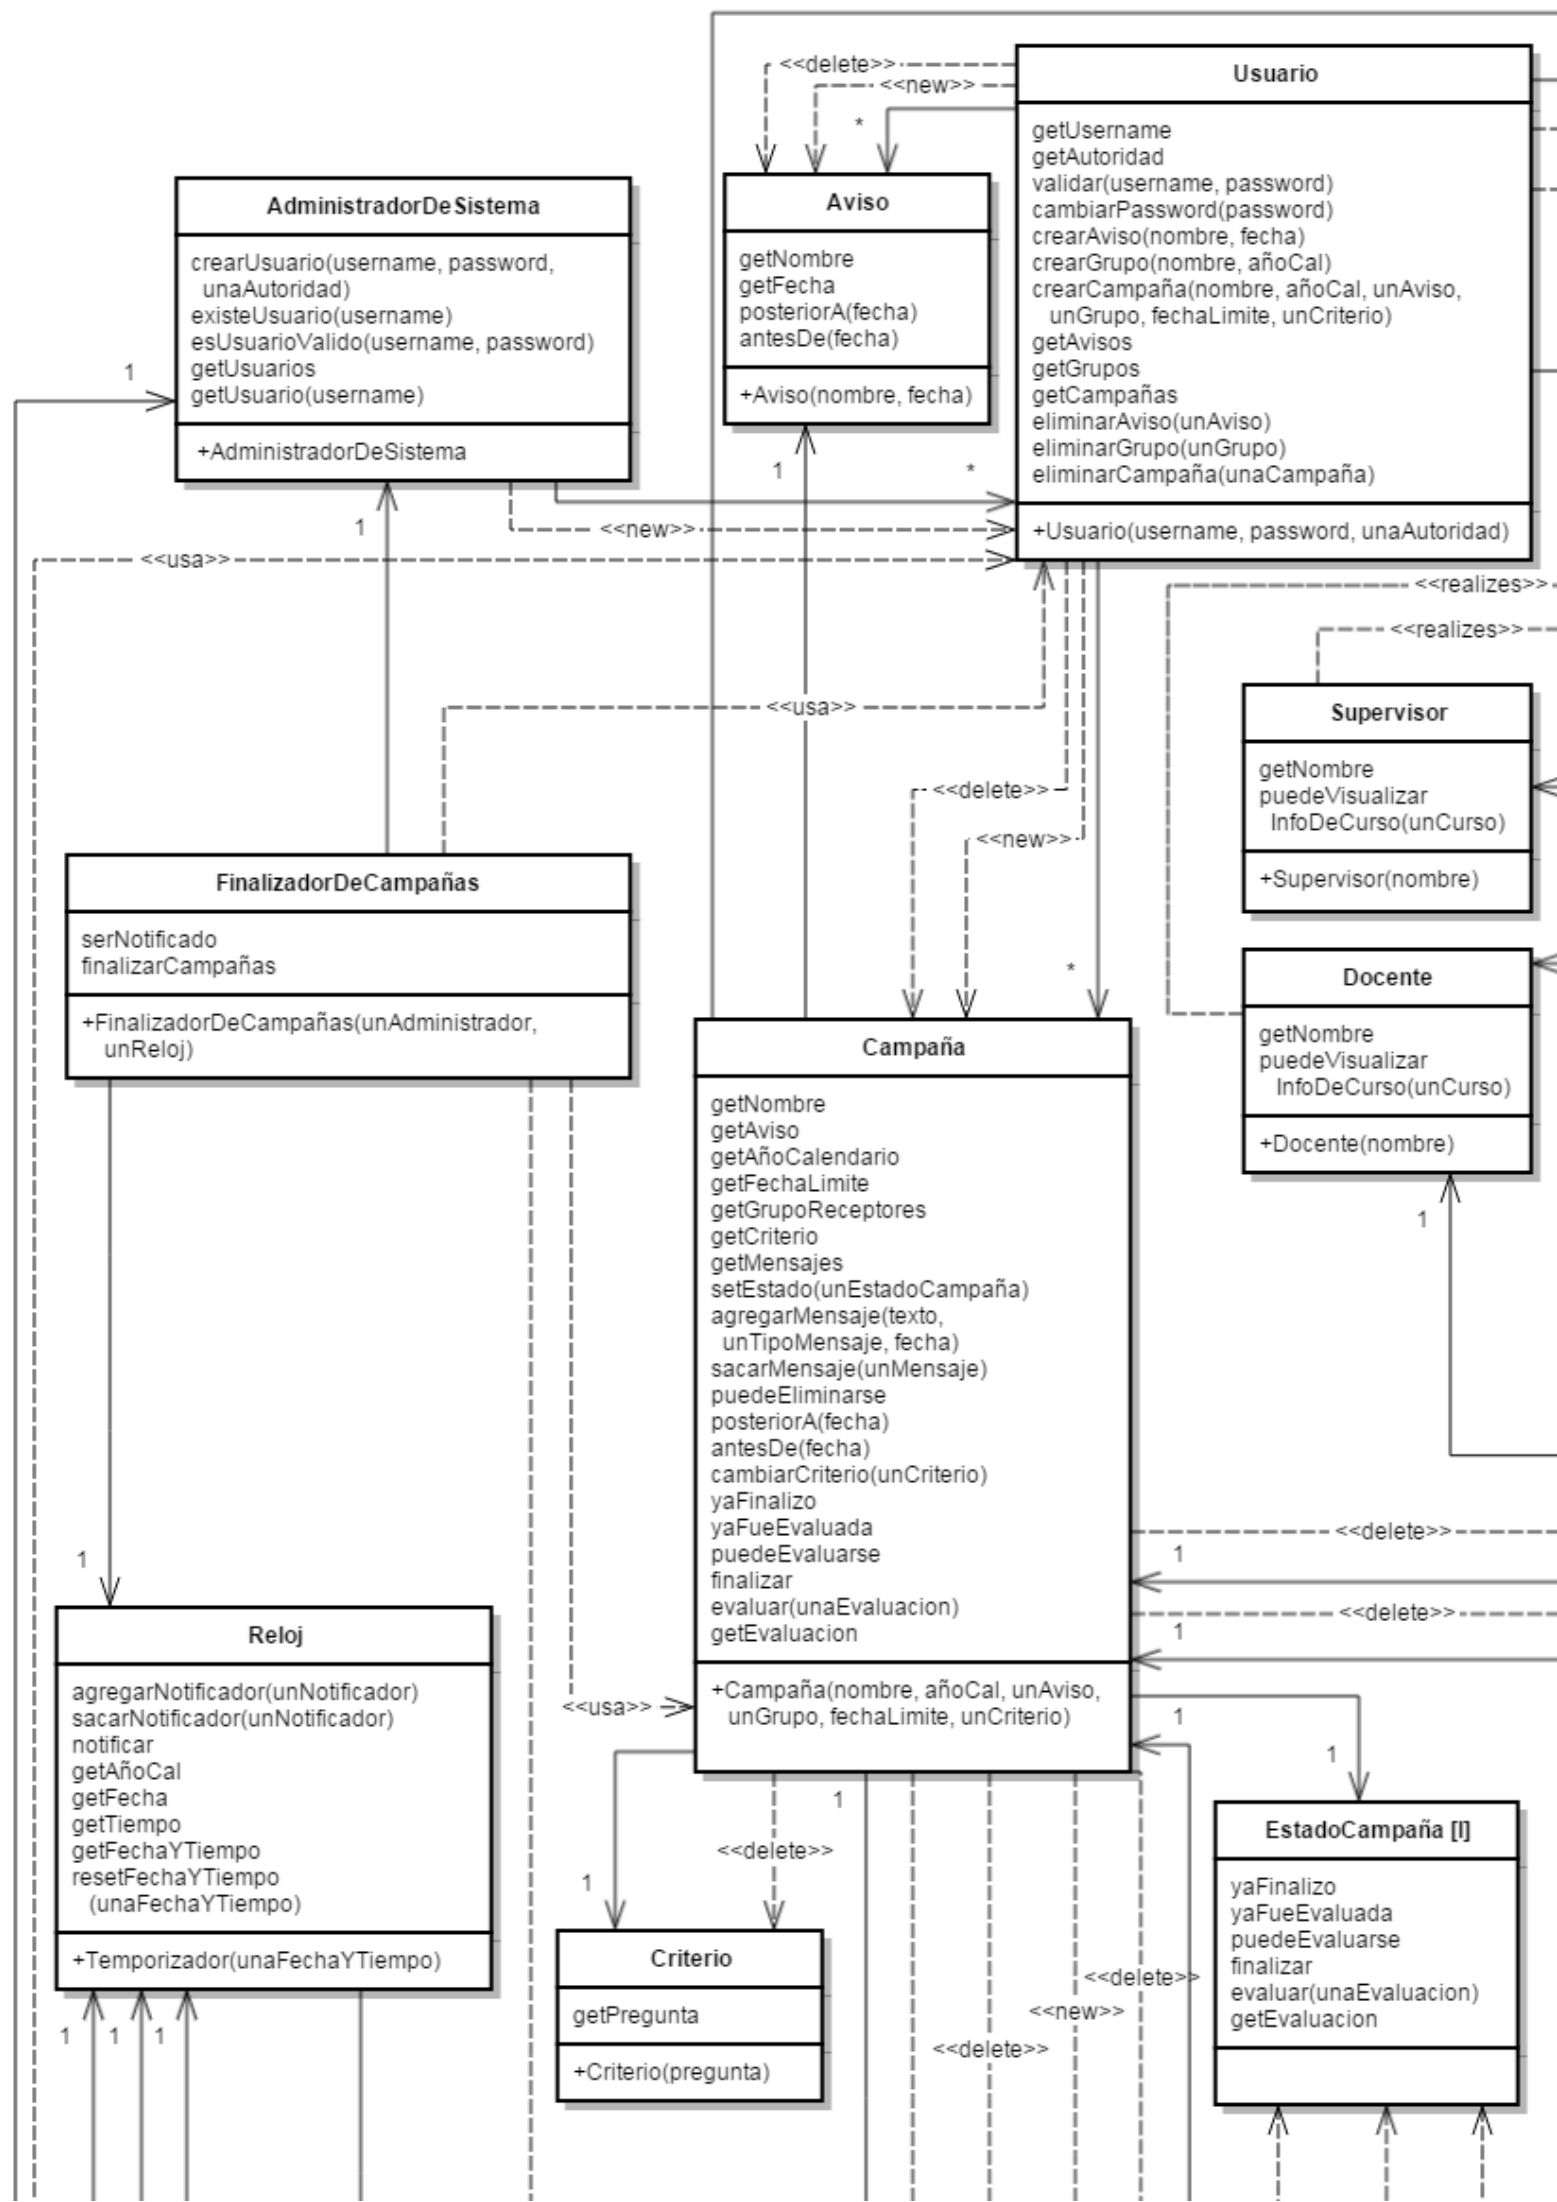 <<delete>>
<<new>>
*
Usuario
getUsername
getAutoridad
validar(username, password)
cambiarPassword(password)
crearAviso(nombre, fecha)
crearGrupo(nombre, añoCal)
crearCampaña(nombre, añoCal, unAviso,
unGrupo, fechaLimite, unCriterio)
getAvisos
getGrupos
getCampañas
eliminarAviso(unAviso)
eliminarGrupo(unGrupo)
eliminarCampaña(unaCampaña)
+Usuario(username, password, unaAutoridad)
AdministradorDeSistema
crearUsuario(username, password,
unaAutoridad)
existeUsuario(username)
esUsuarioValido(username, password)
getUsuarios
getUsuario(username)
+AdministradorDeSistema
1
Aviso
getNombre
getFecha
posteriorA(fecha)
antesDe(fecha)
+Aviso(nombre, fecha)
1
*
1
<<new>>
<<usa>>
<<realizes>>
<<realizes>>
<<usa>>
Supervisor
getNombre
puedeVisualizar
InfoDeCurso(unCurso)
+Supervisor(nombre)
<<delete>>
<<new>>
*
FinalizadorDeCampañas
serNotificado
finalizarCampañas
+FinalizadorDeCampañas(unAdministrador,
unReloj)
Docente
getNombre
puedeVisualizar
InfoDeCurso(unCurso)
+Docente(nombre)
1
Campaña
getNombre
getAviso
getAñoCalendario
getFechaLimite
getGrupoReceptores
getCriterio
getMensajes
setEstado(unEstadoCampaña)
agregarMensaje(texto,
unTipoMensaje, fecha)
sacarMensaje(unMensaje)
puedeEliminarse
posteriorA(fecha)
antesDe(fecha)
cambiarCriterio(unCriterio)
yaFinalizo
yaFueEvaluada
puedeEvaluarse
finalizar
evaluar(unaEvaluacion)
getEvaluacion
+Campaña(nombre, añoCal, unAviso,
unGrupo, fechaLimite, unCriterio)
<<delete>>
1
<<delete>>
1
1
1
1
Reloj
agregarNotificador(unNotificador)
sacarNotificador(unNotificador)
notificar
getAñoCal
getFecha
getTiempo
getFechaYTiempo
resetFechaYTiempo
(unaFechaYTiempo)
+Temporizador(unaFechaYTiempo)
1
1
1
<<usa>>
1
<<delete>>
1
Criterio
getPregunta
+Criterio(pregunta)
<<delete>>
<<new>>
<<delete>>
EstadoCampaña [I]
yaFinalizo
yaFueEvaluada
puedeEvaluarse
finalizar
evaluar(unaEvaluacion)
getEvaluacion